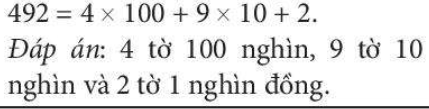 492 = 4 × 100 + 9 × 10 + 2.
Đáp án: 4 tờ 100 nghìn, 9 tờ 10
nghìn và 2 tờ 1 nghìn đồng.